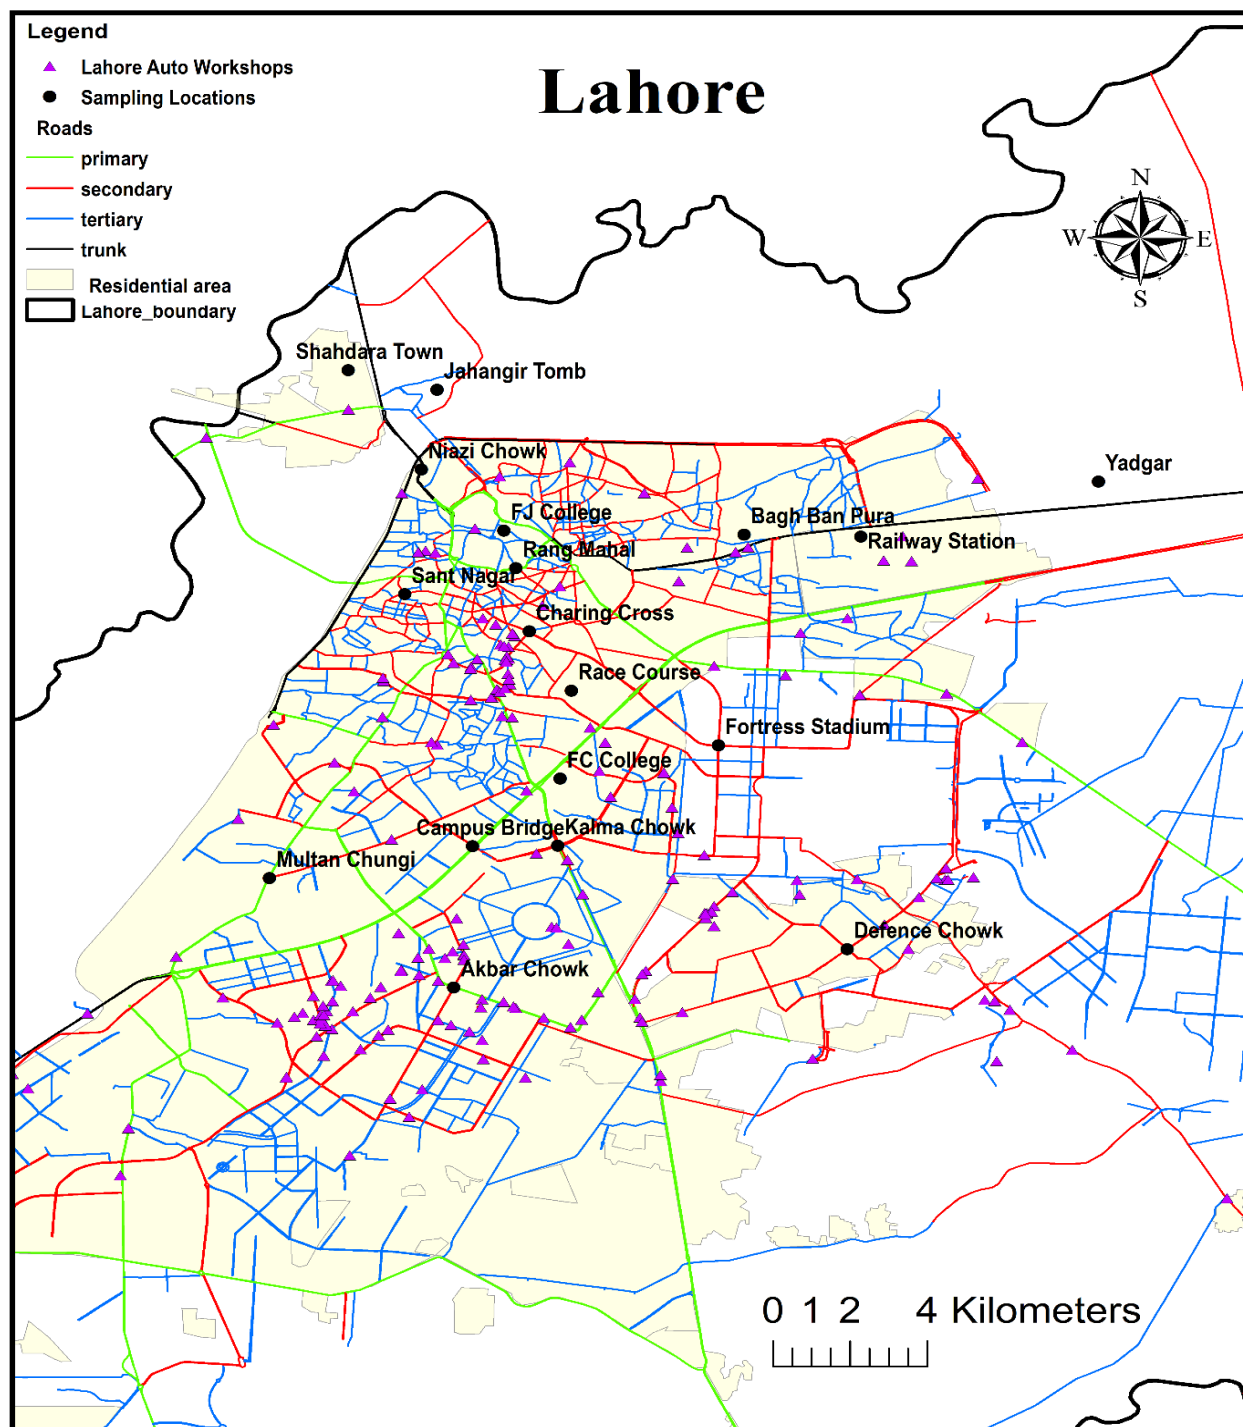 Legend
Lahore Auto Workshops
Sampling Locations
Roads
primary
secondary
tertiary
trunk
Residential area
Lahore_boundary
Lahore
N
W
E
S
Shahdara Town
Jahangir Tomb
Niazi Chowk
Yadgar
FJ College
Bagh Ban Pura
Railway Station
Rang Mahal
Sant Nagar
Charing Cross
Race Course
Fortress Stadium
FC College
Campus Bridge
Kalma Chowk
Multan Chungi
Defence Chowk
Akbar Chowk
0 1 2 4 Kilometers